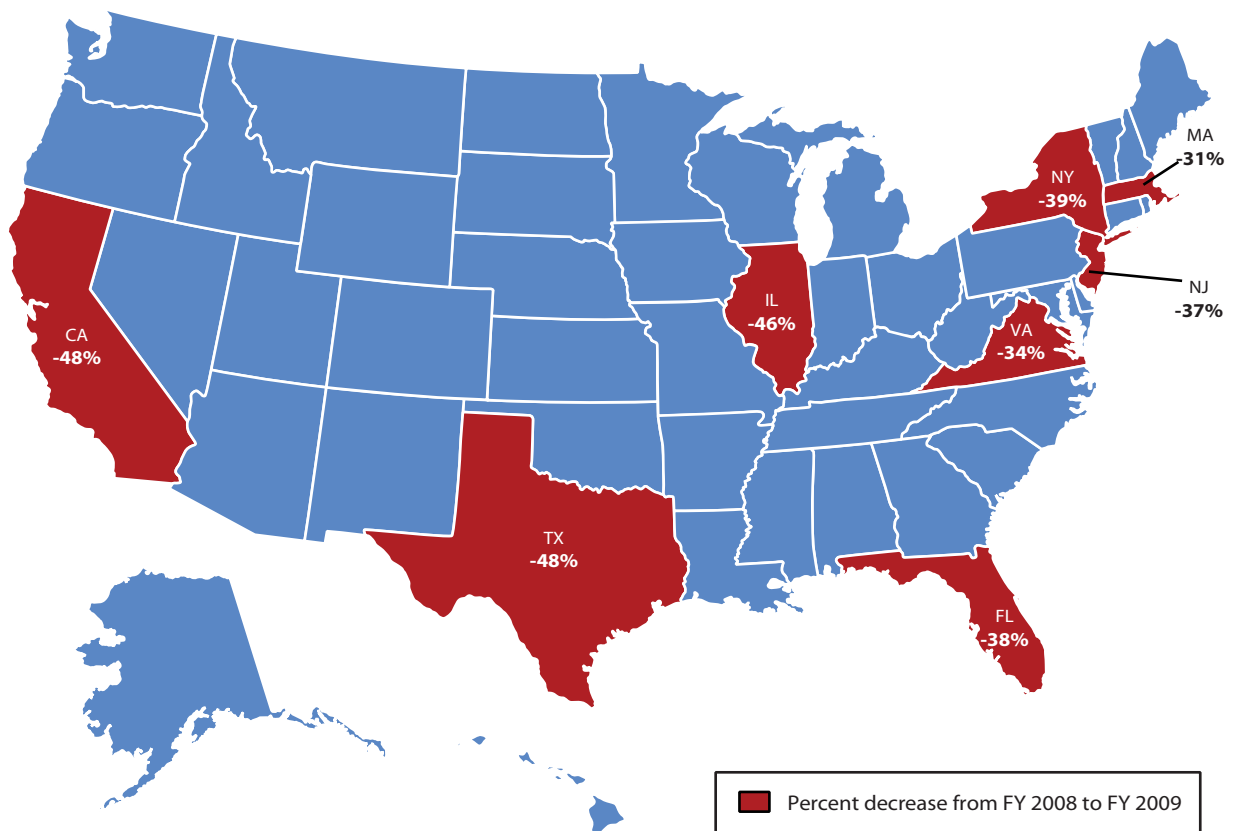 MA
-31%
NY
-39%
NJ
-37%
IL
-46%
VA
-34%
CA
-48%
TX
-48%
FL
-38%
Percent decrease from FY 2008 to FY 2009